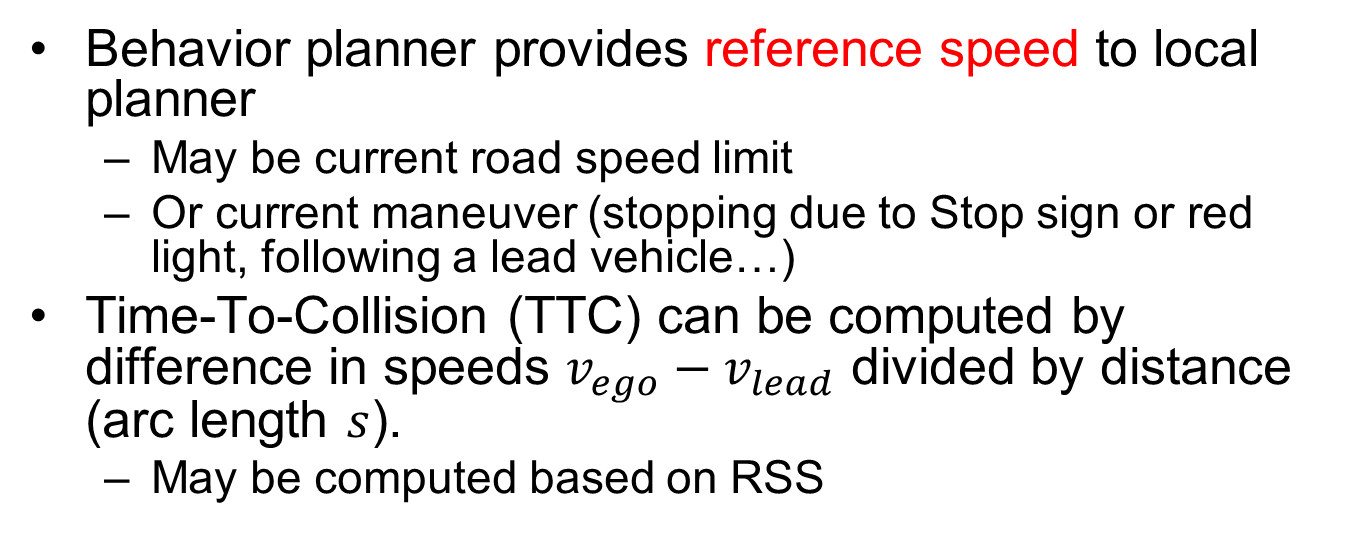 • Behavior planner provides reference speed to local
planner
– May be current road speed limit
– Or current maneuver (stopping due to Stop sign or red
light, following a lead vehicle…)
• Time-To-Collision (TTC) can be computed by
difference in speeds 𝑣𝑒𝑔𝑜 − 𝑣𝑙𝑒𝑎𝑑 divided by distance
(arc length 𝑠).
– May be computed based on RSS